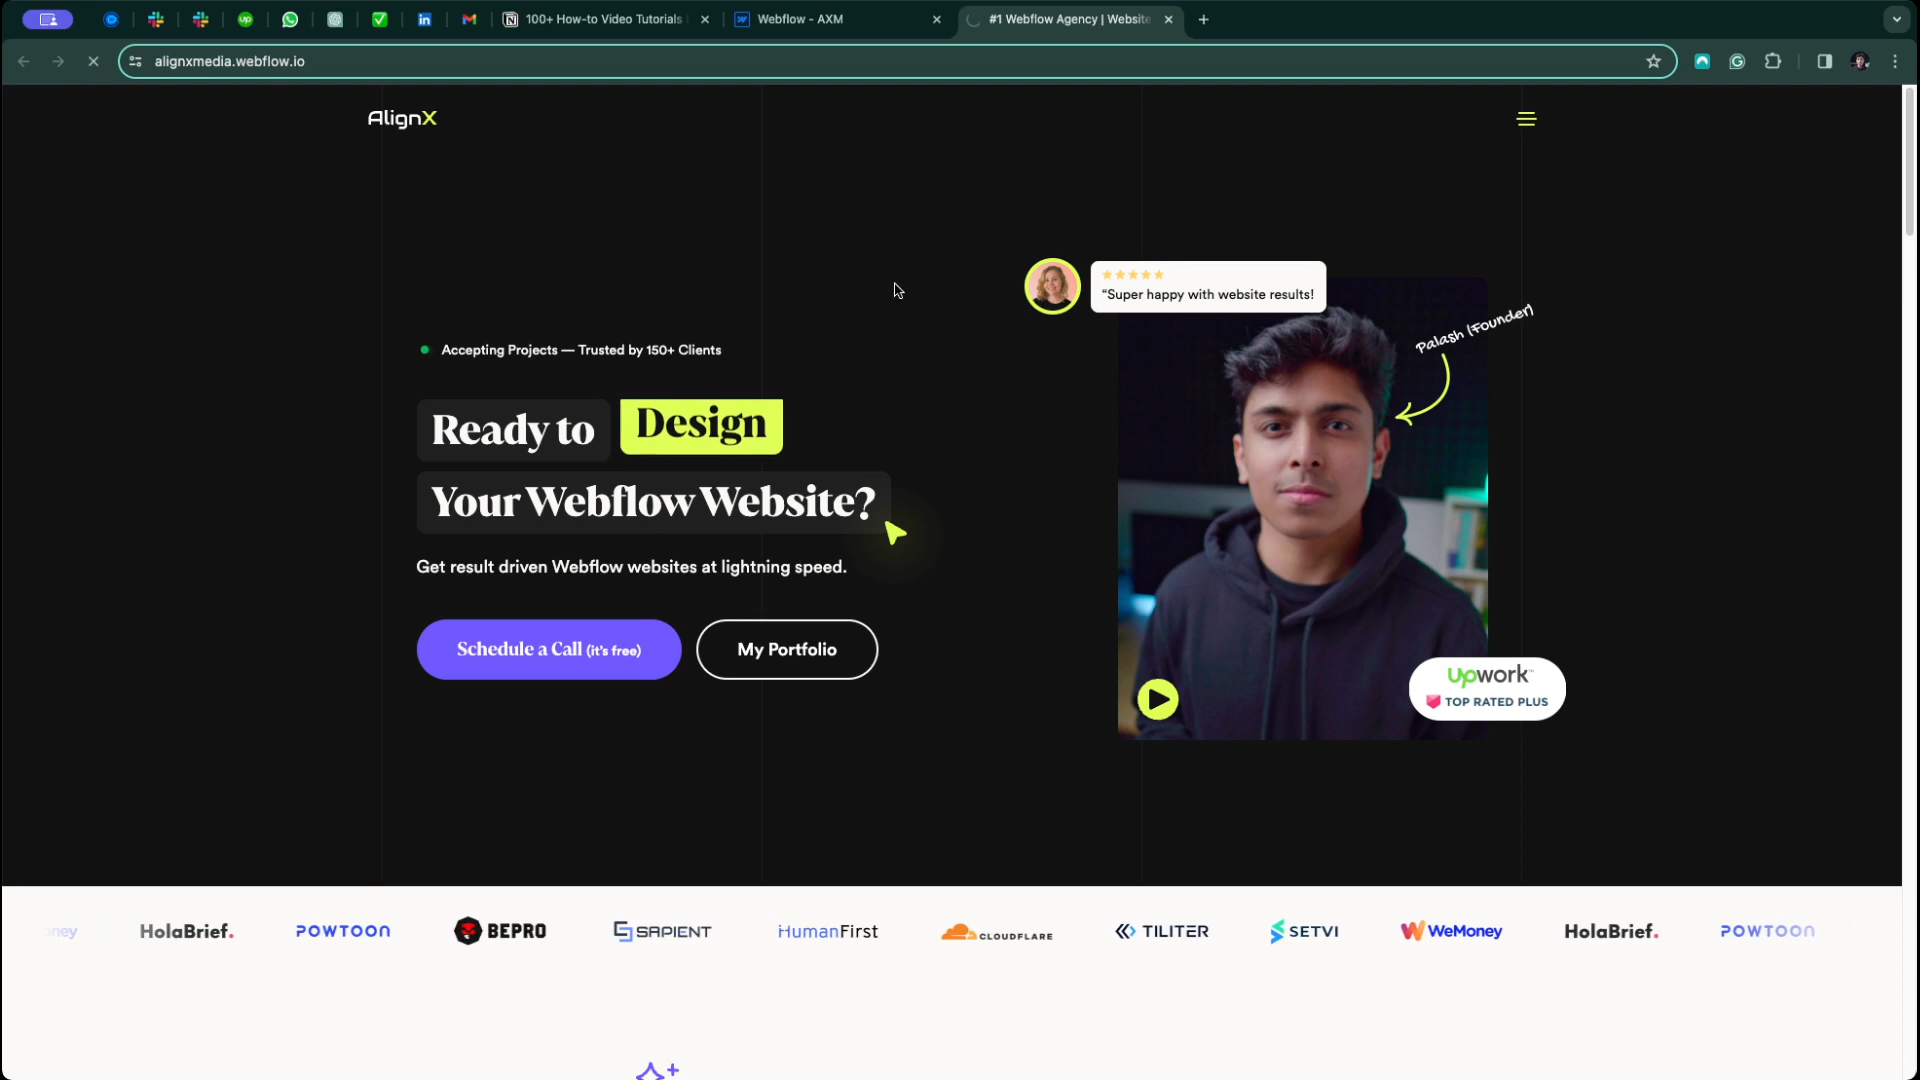 100+ How-to Video Tutorials
Webflow - AXM
#1 Webflow Agency | Website
alignxmedia.webflow.io
AlignX
★★★★★
“Super happy with website results!
Palash (Founder)
Accepting Projects — Trusted by 150+ Clients
Ready to Design
Your Webflow Website?
Get result driven Webflow websites at lightning speed.
Schedule a Call (it's free)
My Portfolio
upwork™
TOP RATED PLUS
oney HolaBrief. POWTOON BEPRO SAPIENT HumanFirst CLOUDFLARE TILITER SETVI WeMoney HolaBrief. POWTOON